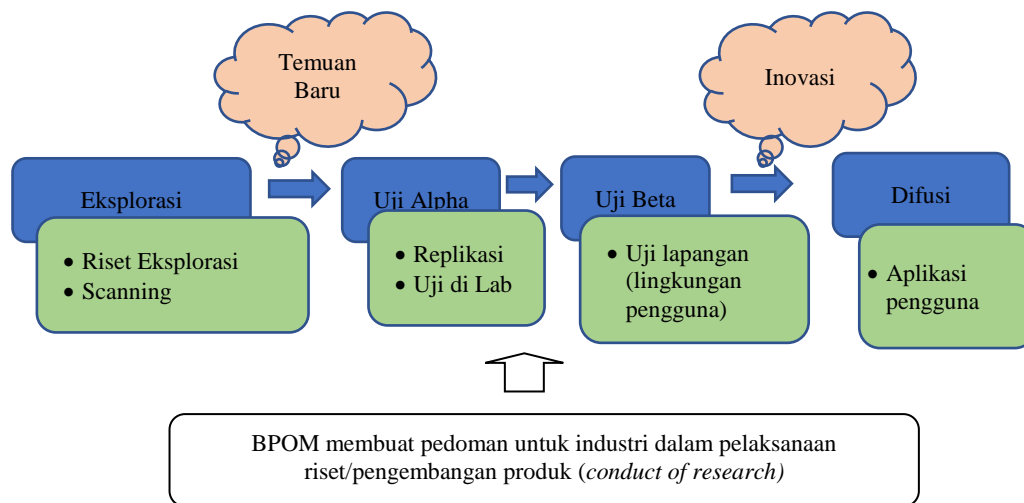 Temuan
Baru
Inovasi
Eksplorasi
• Riset Eksplorasi
• Scanning
Uji Alpha
• Replikasi
• Uji di Lab
Uji Beta
• Uji lapangan
(lingkungan
pengguna)
Difusi
• Aplikasi
pengguna
BPOM membuat pedoman untuk industri dalam pelaksanaan
riset/pengembangan produk (conduct of research)